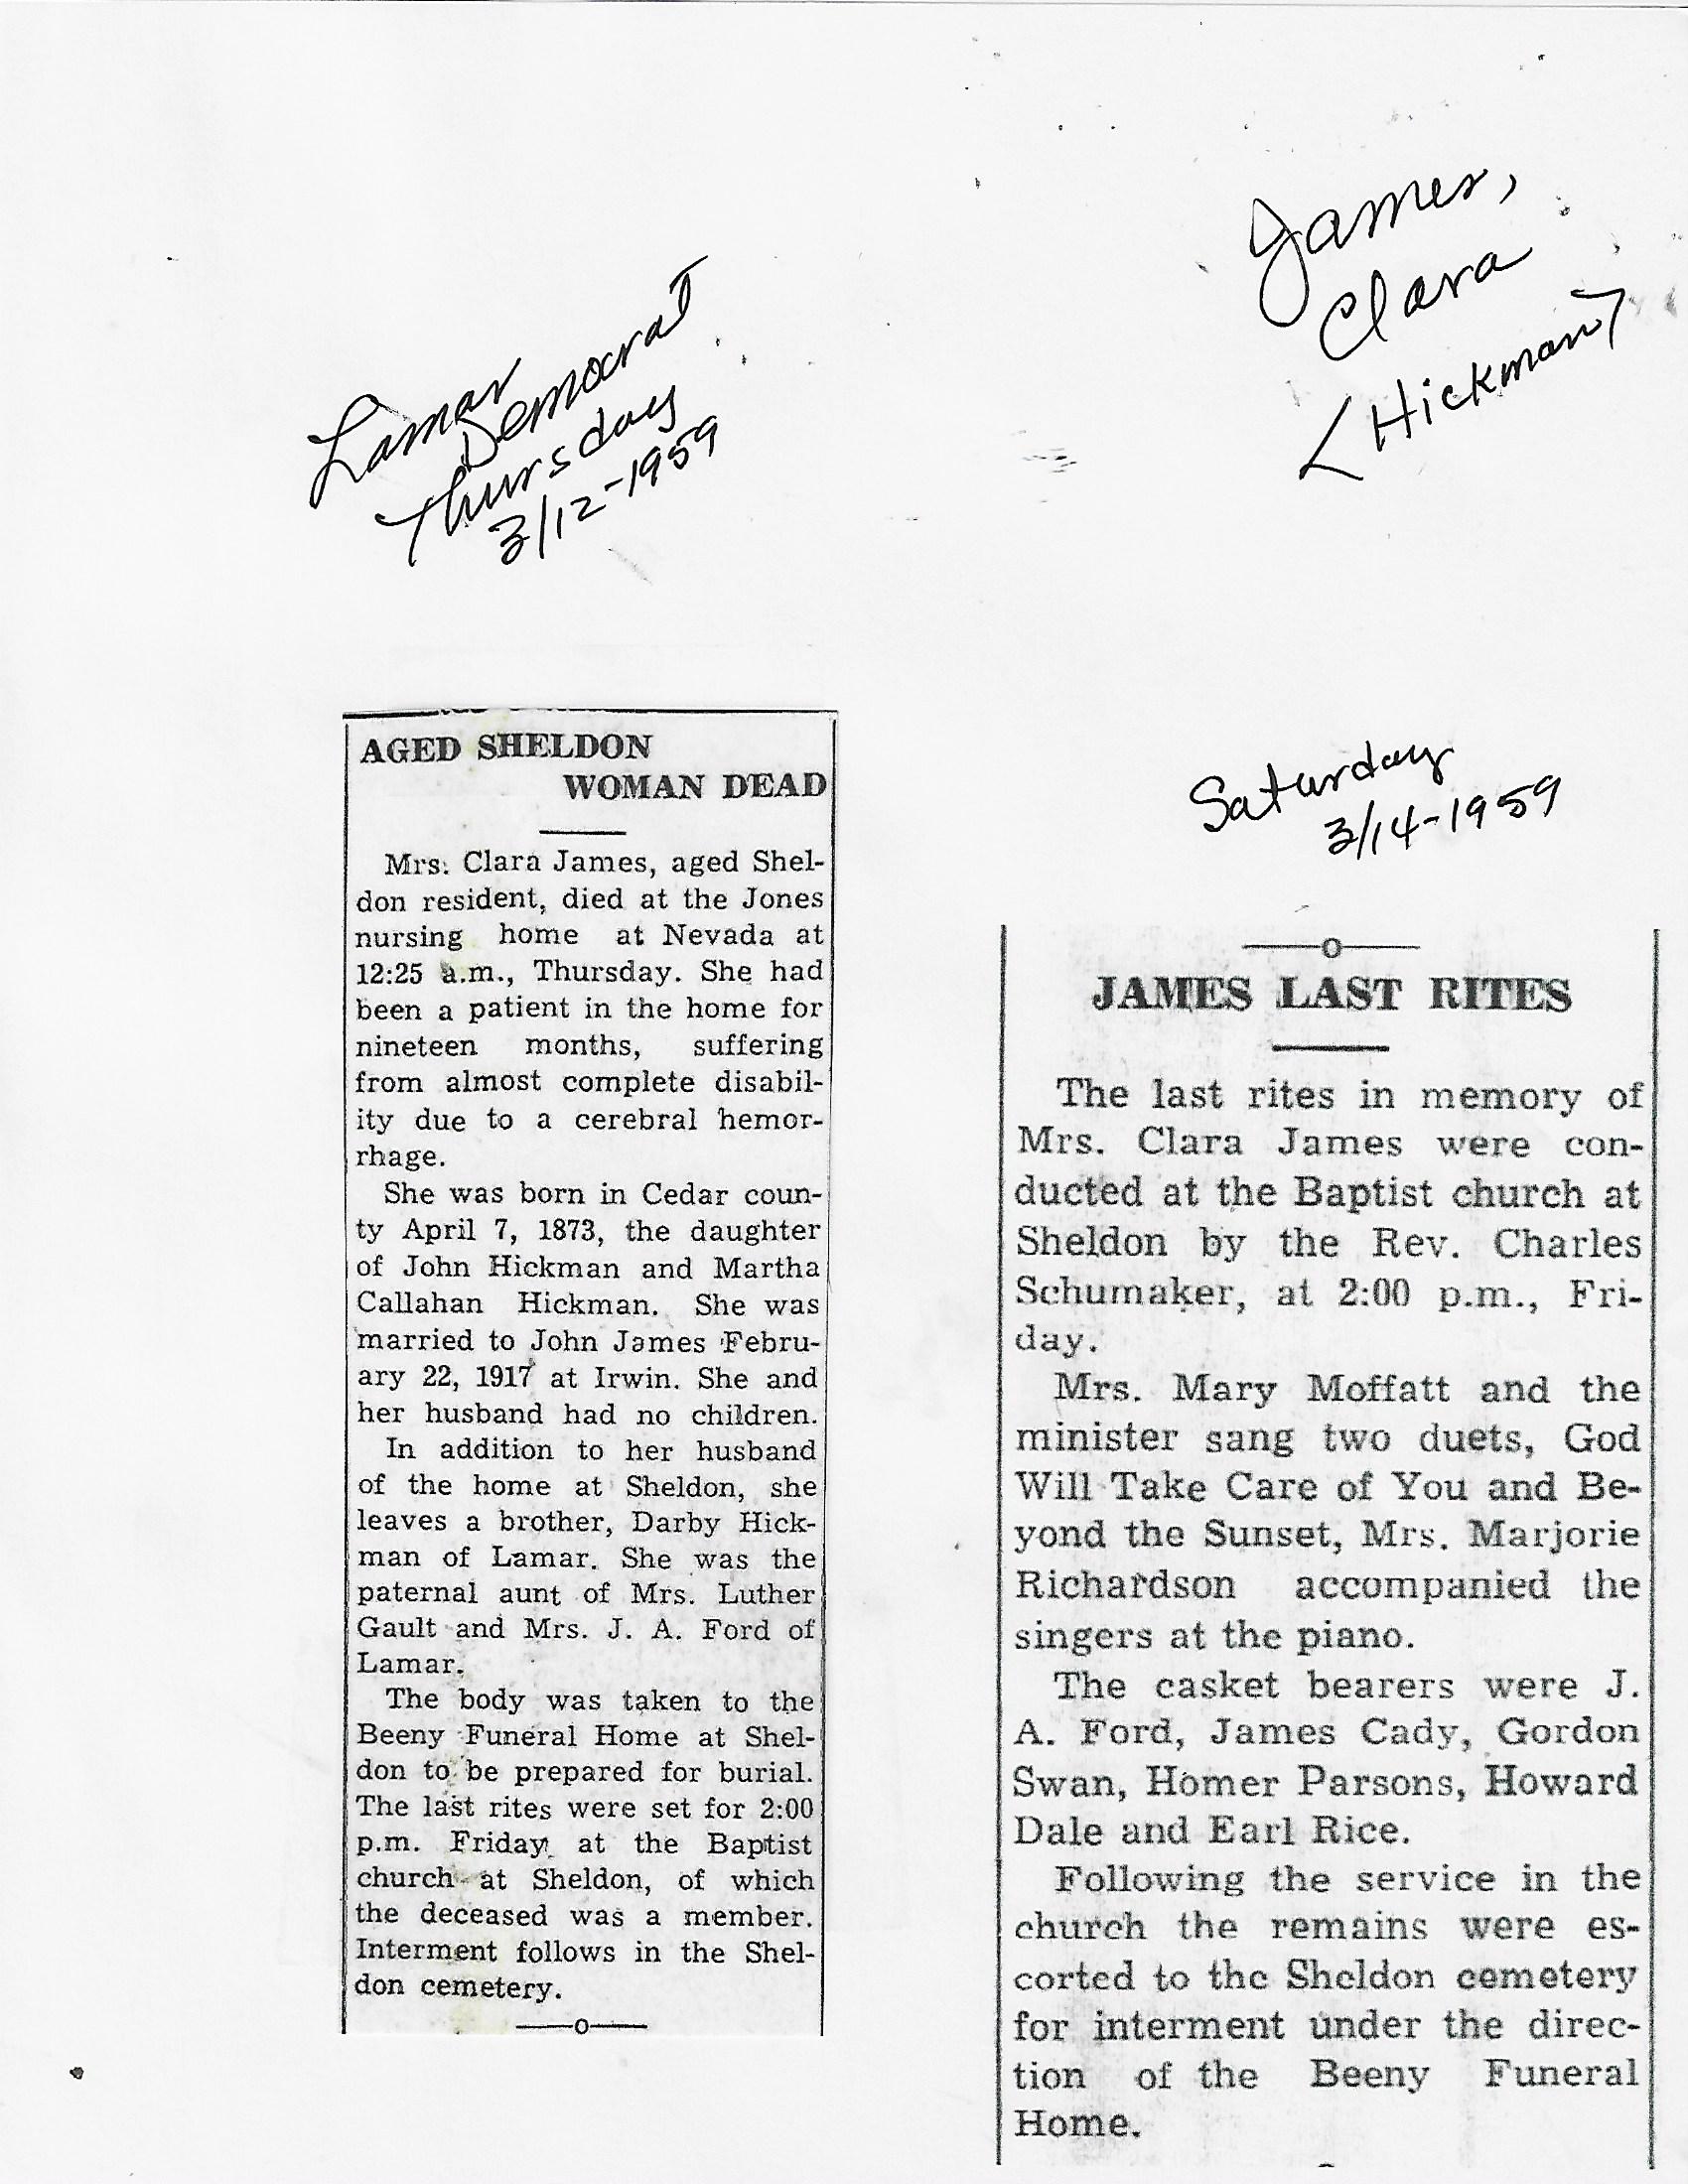 Lamar
Democrat
Thursday
3/12-1959
James,
Clara
<Hickman>
AGED SHELDON
WOMAN DEAD
Mrs. Clara James, aged Shel-
don resident, died at the Jones
nursing home at Nevada at
12:25 a.m., Thursday. She had
been a patient in the home for
nineteen months, suffering
from almost complete disabil-
ity due to a cerebral hemor-
rhage.
She was born in Cedar coun-
ty April 7, 1873, the daughter
of John Hickman and Martha
Callahan Hickman. She was
married to John James Febru-
ary 22, 1917 at Irwin. She and
her husband had no children.
In addition to her husband
of the home at Sheldon, she
leaves a brother, Darby Hick-
man of Lamar. She was the
paternal aunt of Mrs. Luther
Gault and Mrs. J. A. Ford of
Lamar.
The body was taken to the
Beeny Funeral Home at Shel-
don to be prepared for burial.
The last rites were set for 2:00
p.m. Friday at the Baptist
church at Sheldon, of which
the deceased was a member.
Interment follows in the Shel-
don cemetery.
Saturday
3/14-1959
JAMES LAST RITES
The last rites in memory of
Mrs. Clara James were con-
ducted at the Baptist church at
Sheldon by the Rev. Charles
Schumaker, at 2:00 p.m., Fri-
day.
Mrs. Mary Moffatt and the
minister sang two duets, God
Will Take Care of You and Be-
yond the Sunset, Mrs. Marjorie
Richardson accompanied the
singers at the piano.
The casket bearers were J.
A. Ford, James Cady, Gordon
Swan, Homer Parsons, Howard
Dale and Earl Rice.
Following the service in the
church the remains were es-
corted to the Sheldon cemetery
for interment under the direc-
tion of the Beeny Funeral
Home.